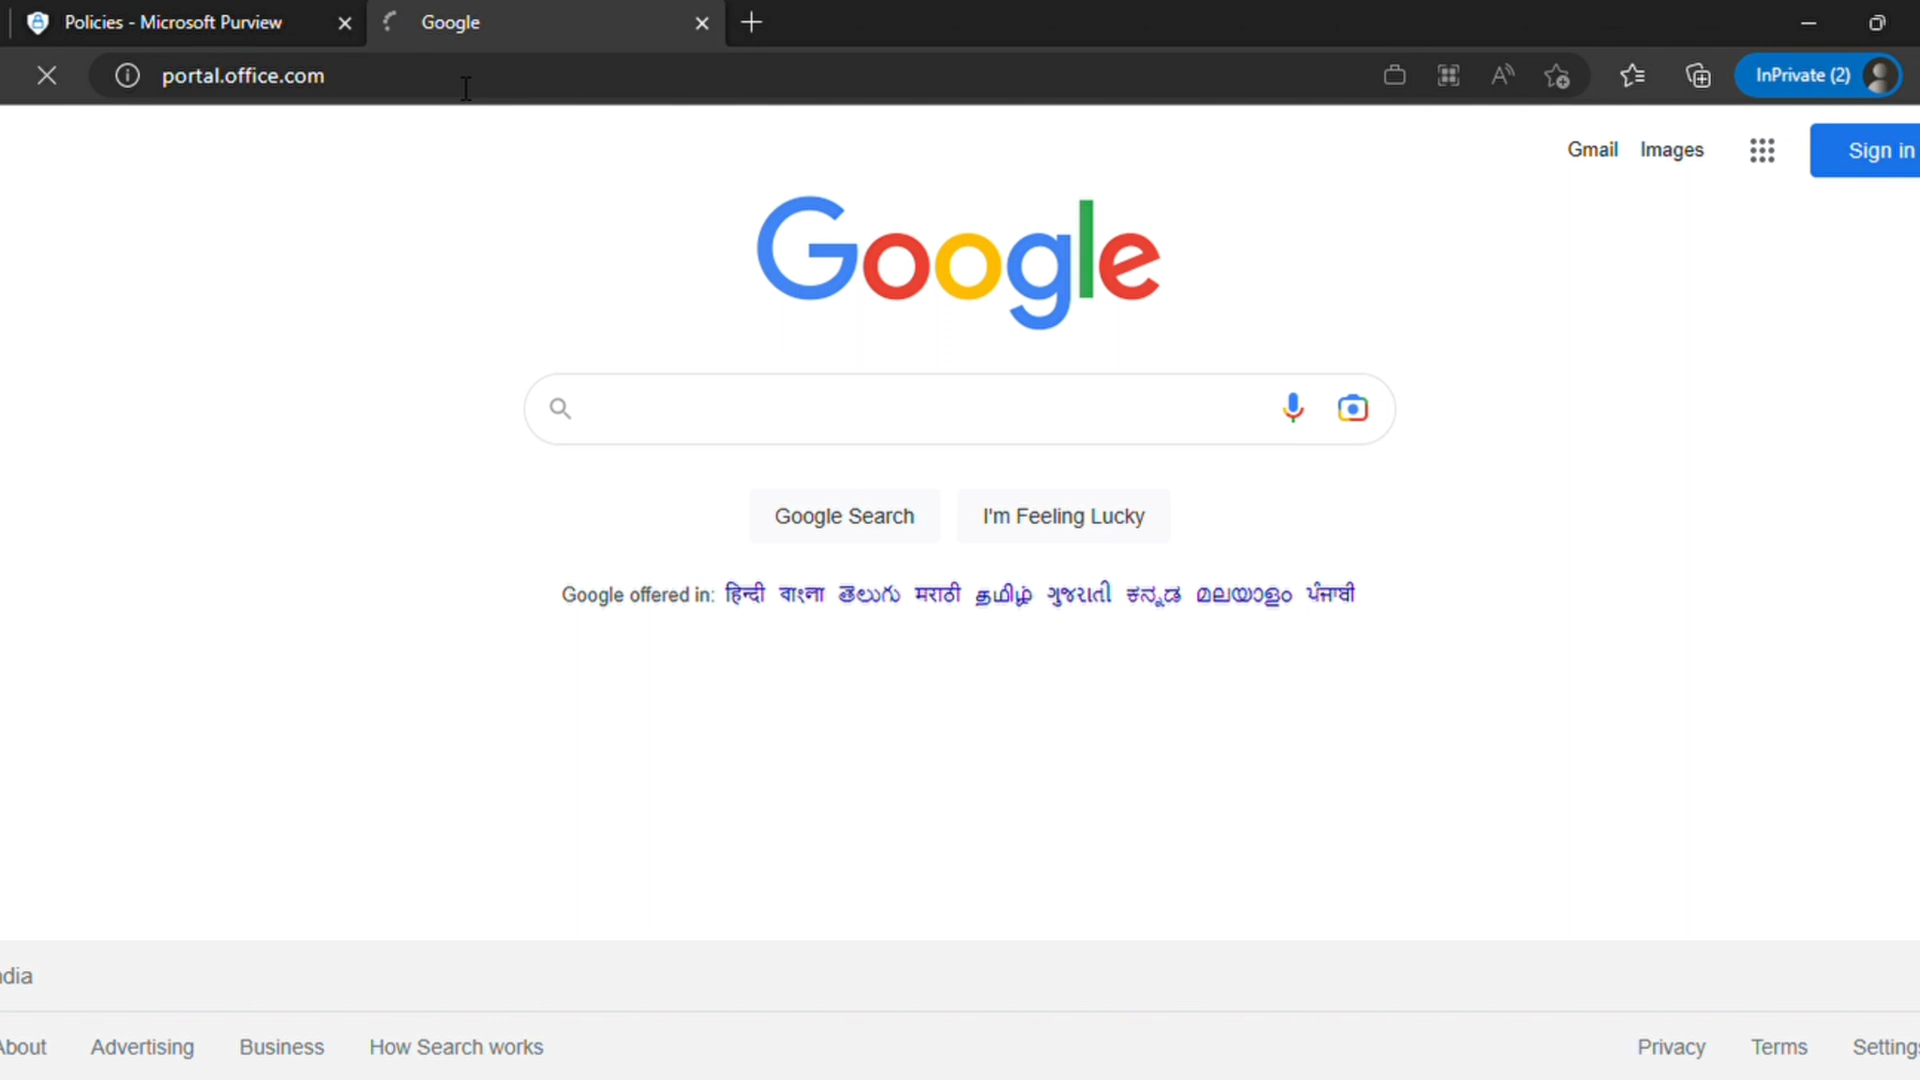 Policies - Microsoft Purview
Google
portal.office.com
InPrivate (2)
Gmail Images
Sign in
Google
Google Search I'm Feeling Lucky
Google offered in: हिन्दी বাংলা తెలుగు मराठी தமிழ் ગુજરાતી ಕನ್ನಡ മലയാളം ਪੰਜਾਬੀ
ndia
About Advertising Business How Search works
Privacy Terms Settings